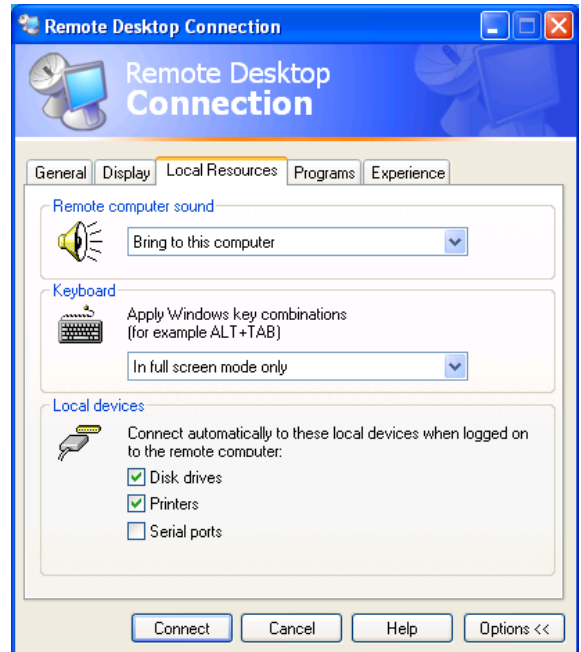 Remote Desktop Connection
Remote Desktop
Connection
General Display Local Resources Programs Experience
Remote computer sound
Bring to this computer
Keyboard
Apply Windows key combinations
(for example ALT+TAB)
In full screen mode only
Local devices
Connect automatically to these local devices when logged on
to the remote computer:
Disk drives
Printers
Serial ports
Connect Cancel Help Options <<